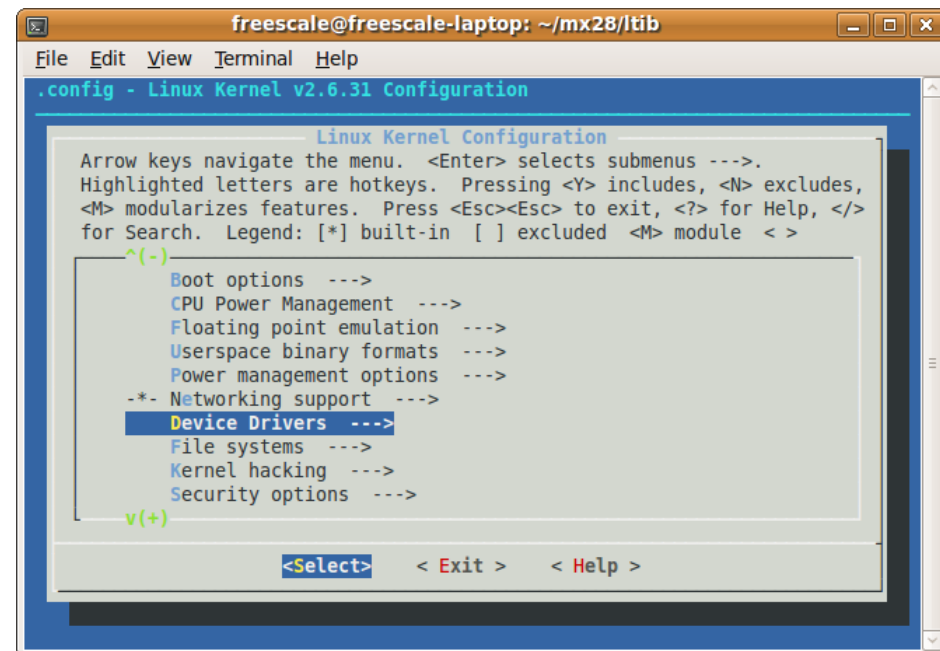 freescale@freescale-laptop: ~/mx28/ltib
File Edit View Terminal Help
.config - Linux Kernel v2.6.31 Configuration
Linux Kernel Configuration
Arrow keys navigate the menu. <Enter> selects submenus --->.
Highlighted letters are hotkeys. Pressing <Y> includes, <N> excludes,
<M> modularizes features. Press <Esc><Esc> to exit, <?> for Help, </>
for Search. Legend: [*] built-in [ ] excluded <M> module < >
^(-)
Boot options --->
CPU Power Management --->
Floating point emulation --->
Userspace binary formats --->
Power management options --->
-*- Networking support --->
Device Drivers --->
File systems --->
Kernel hacking --->
Security options --->
v(+)
<Select> < Exit > < Help >